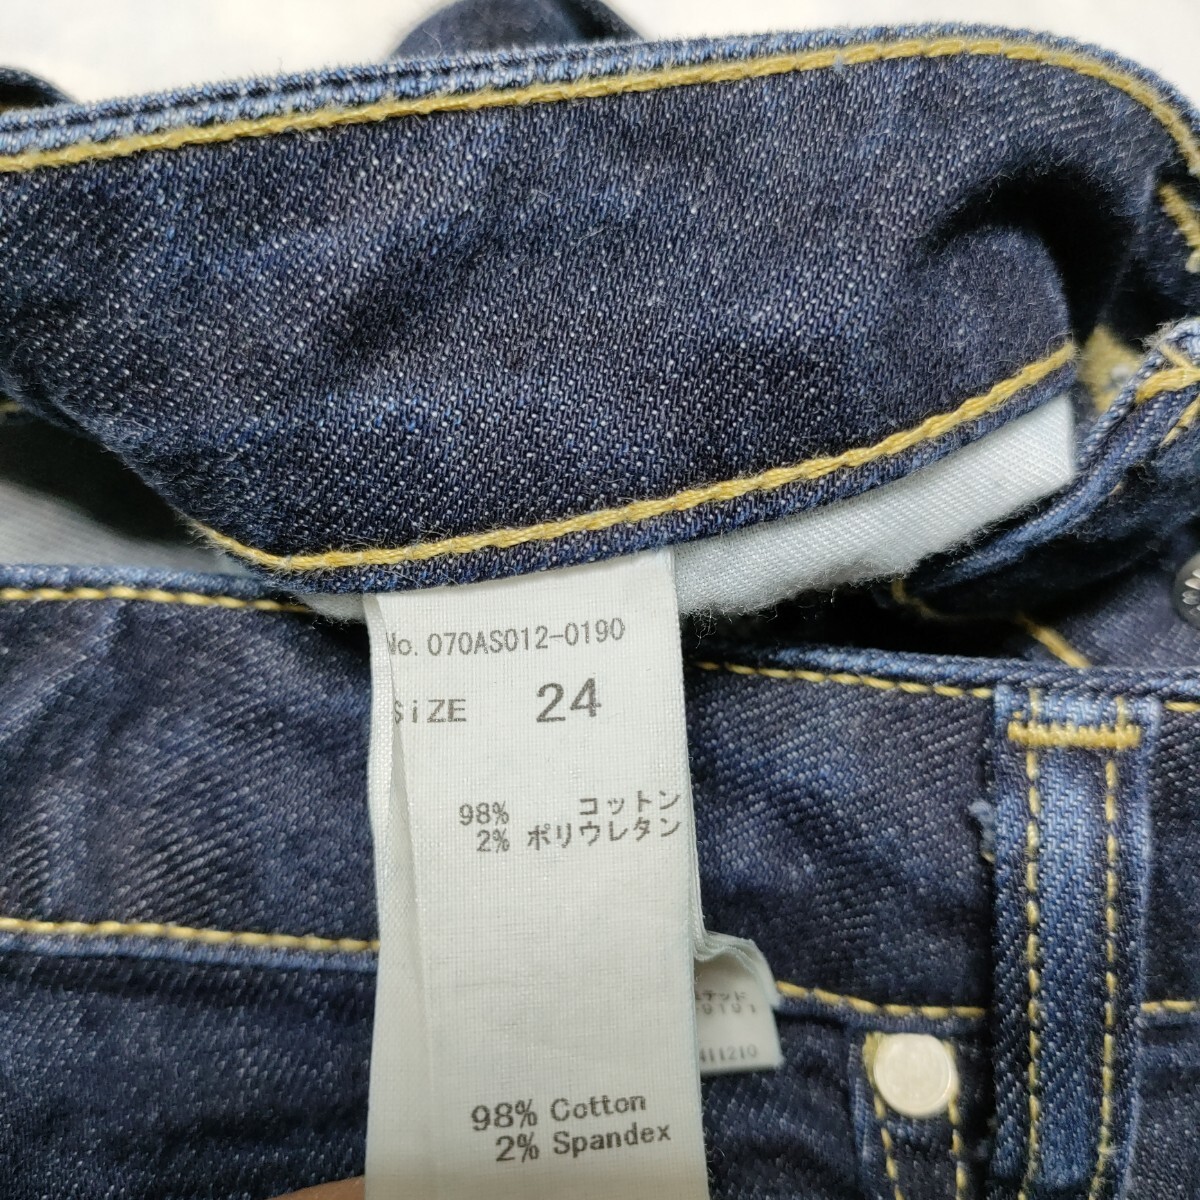 No. 070AS012-0190
SiZE 24
98% コットン
2% ポリウレタン
411210
98% Cotton
2% Spandex